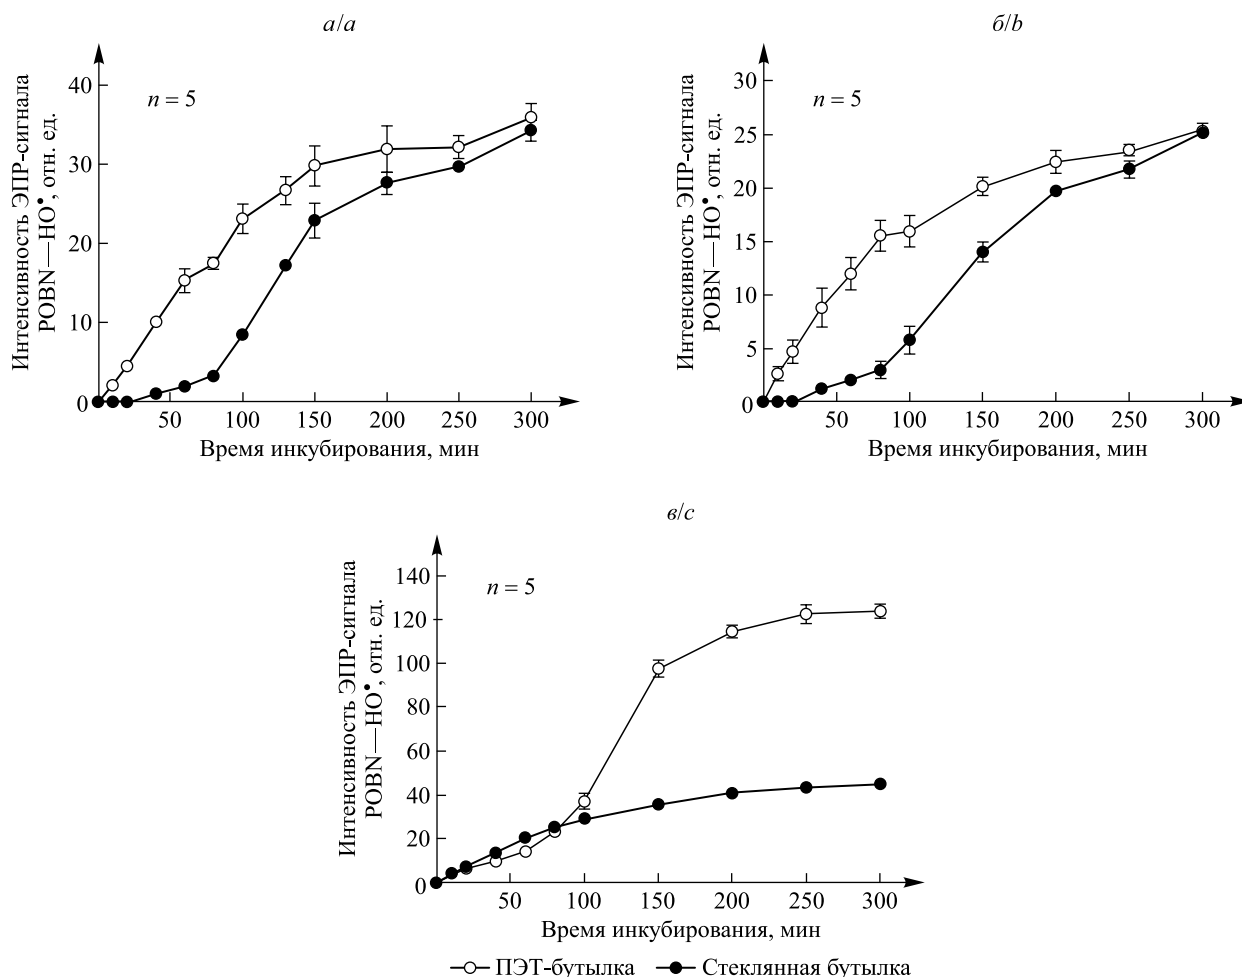 а/a
Интенсивность ЭПР-сигнала
POBN—HO•, отн. ед.
n = 5
40
30
20
10
0
50 100 150 200 250 300
Время инкубирования, мин
б/b
Интенсивность ЭПР-сигнала
POBN—HO•, отн. ед.
n = 5
30
25
20
15
10
5
0
50 100 150 200 250 300
Время инкубирования, мин
в/c
Интенсивность ЭПР-сигнала
POBN—HO•, отн. ед.
n = 5
140
120
100
80
60
40
20
0
50 100 150 200 250 300
Время инкубирования, мин
ПЭТ-бутылка Стеклянная бутылка